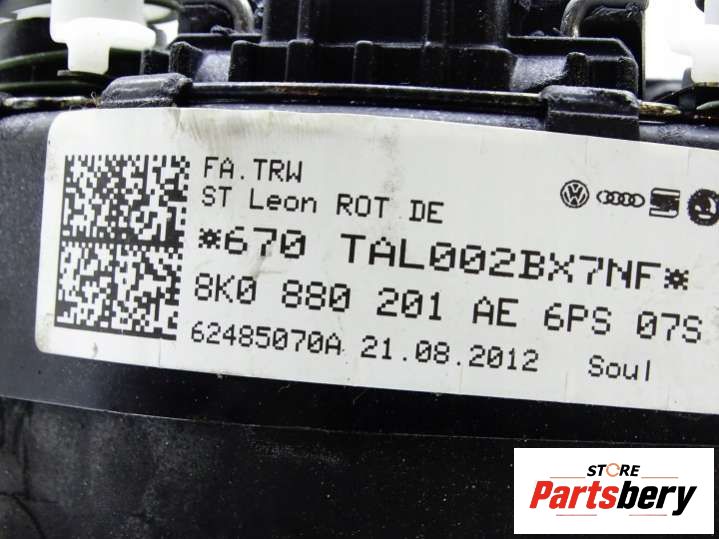 FA.TRW
ST Leon ROT DE
*670 TAL002BX7NF*
8K0 880 201 AE 6PS 07S
62485070A 21.08.2012 Soul
STORE
Partsbery